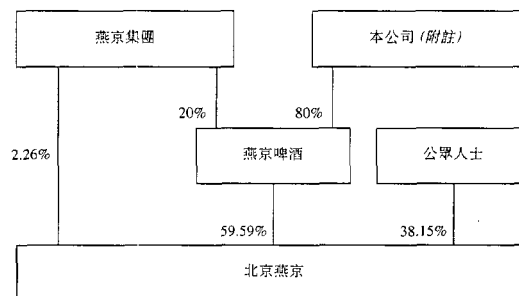 燕京集團
本公司(附註)
20%
80%
2.26%
燕京啤酒
公眾人士
59.59%
38.15%
北京燕京